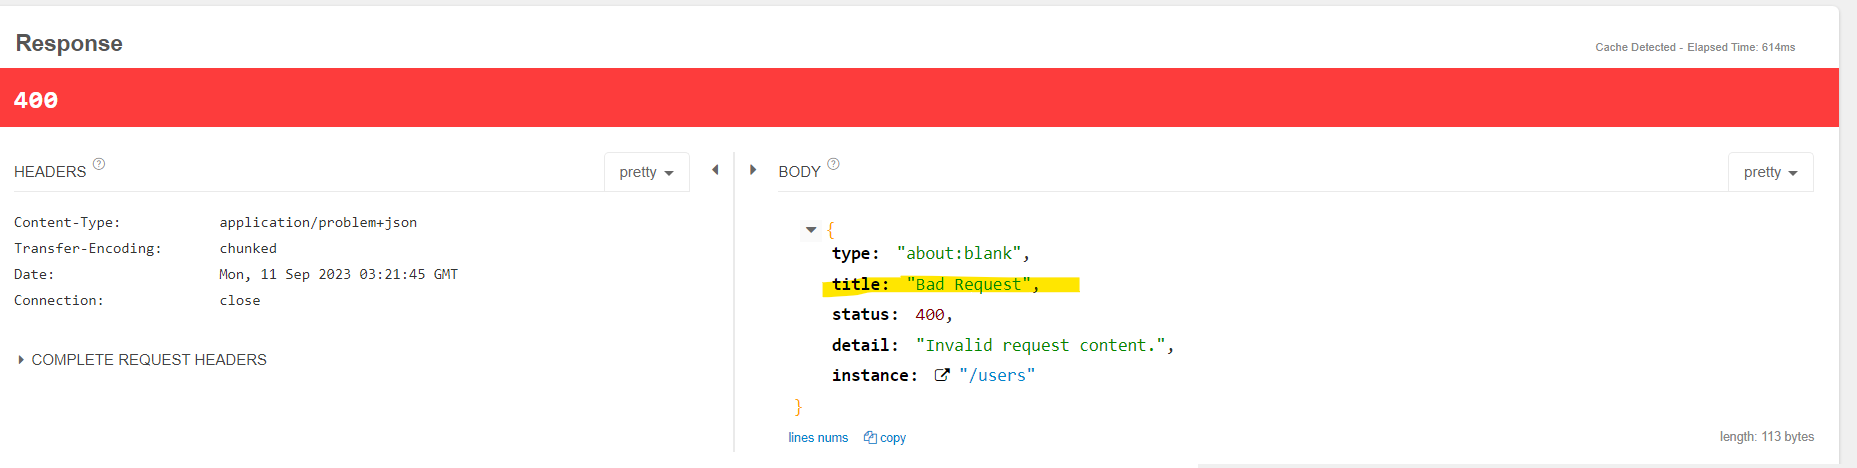 Response
Cache Detected - Elapsed Time: 614ms
400
HEADERS ?
pretty
Content-Type: application/problem+json
Transfer-Encoding: chunked
Date: Mon, 11 Sep 2023 03:21:45 GMT
Connection: close
COMPLETE REQUEST HEADERS
BODY ?
pretty
{
type: "about:blank",
title: "Bad Request",
status: 400,
detail: "Invalid request content.",
instance: "/users"
}
lines nums copy
length: 113 bytes